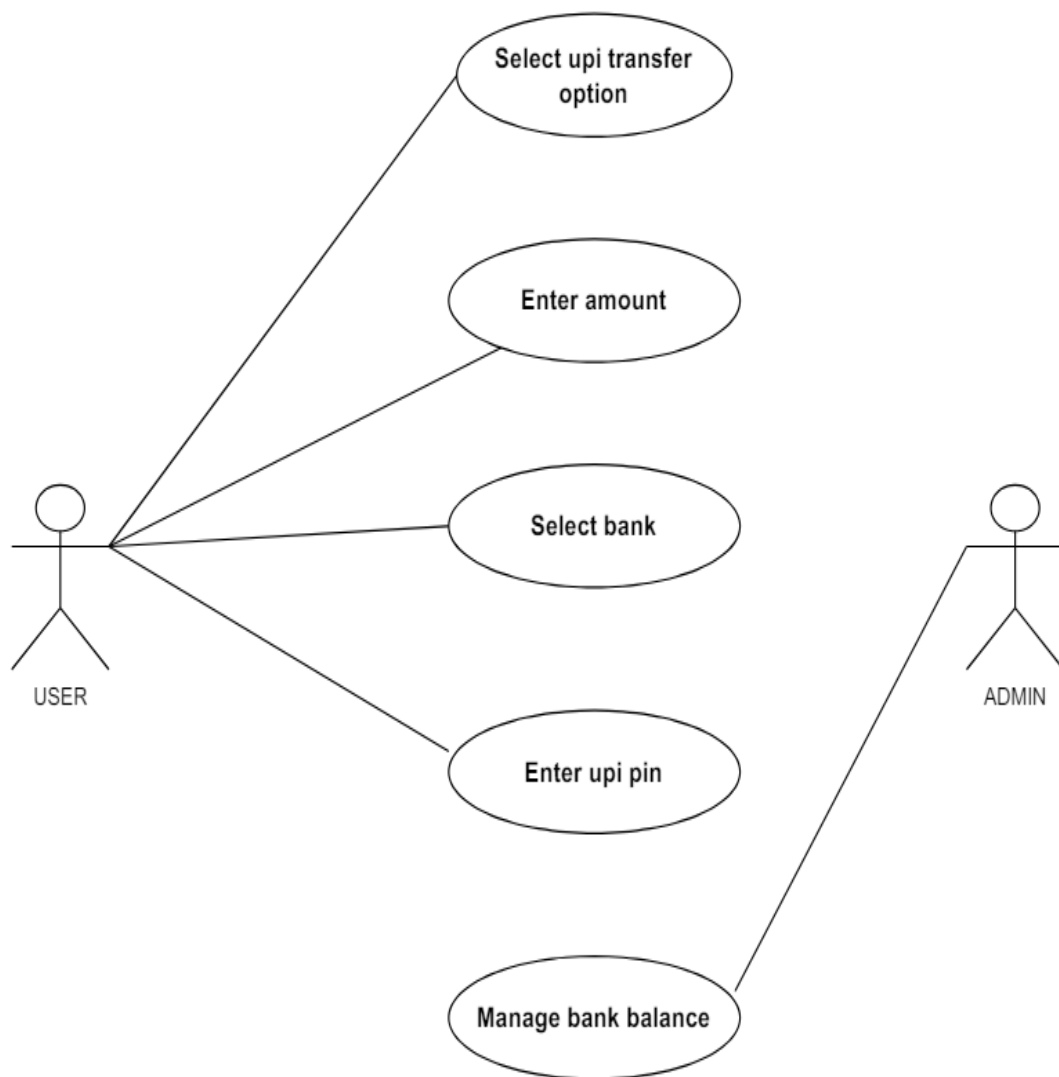 Select upi transfer
option
Enter amount
Select bank
USER
ADMIN
Enter upi pin
Manage bank balance